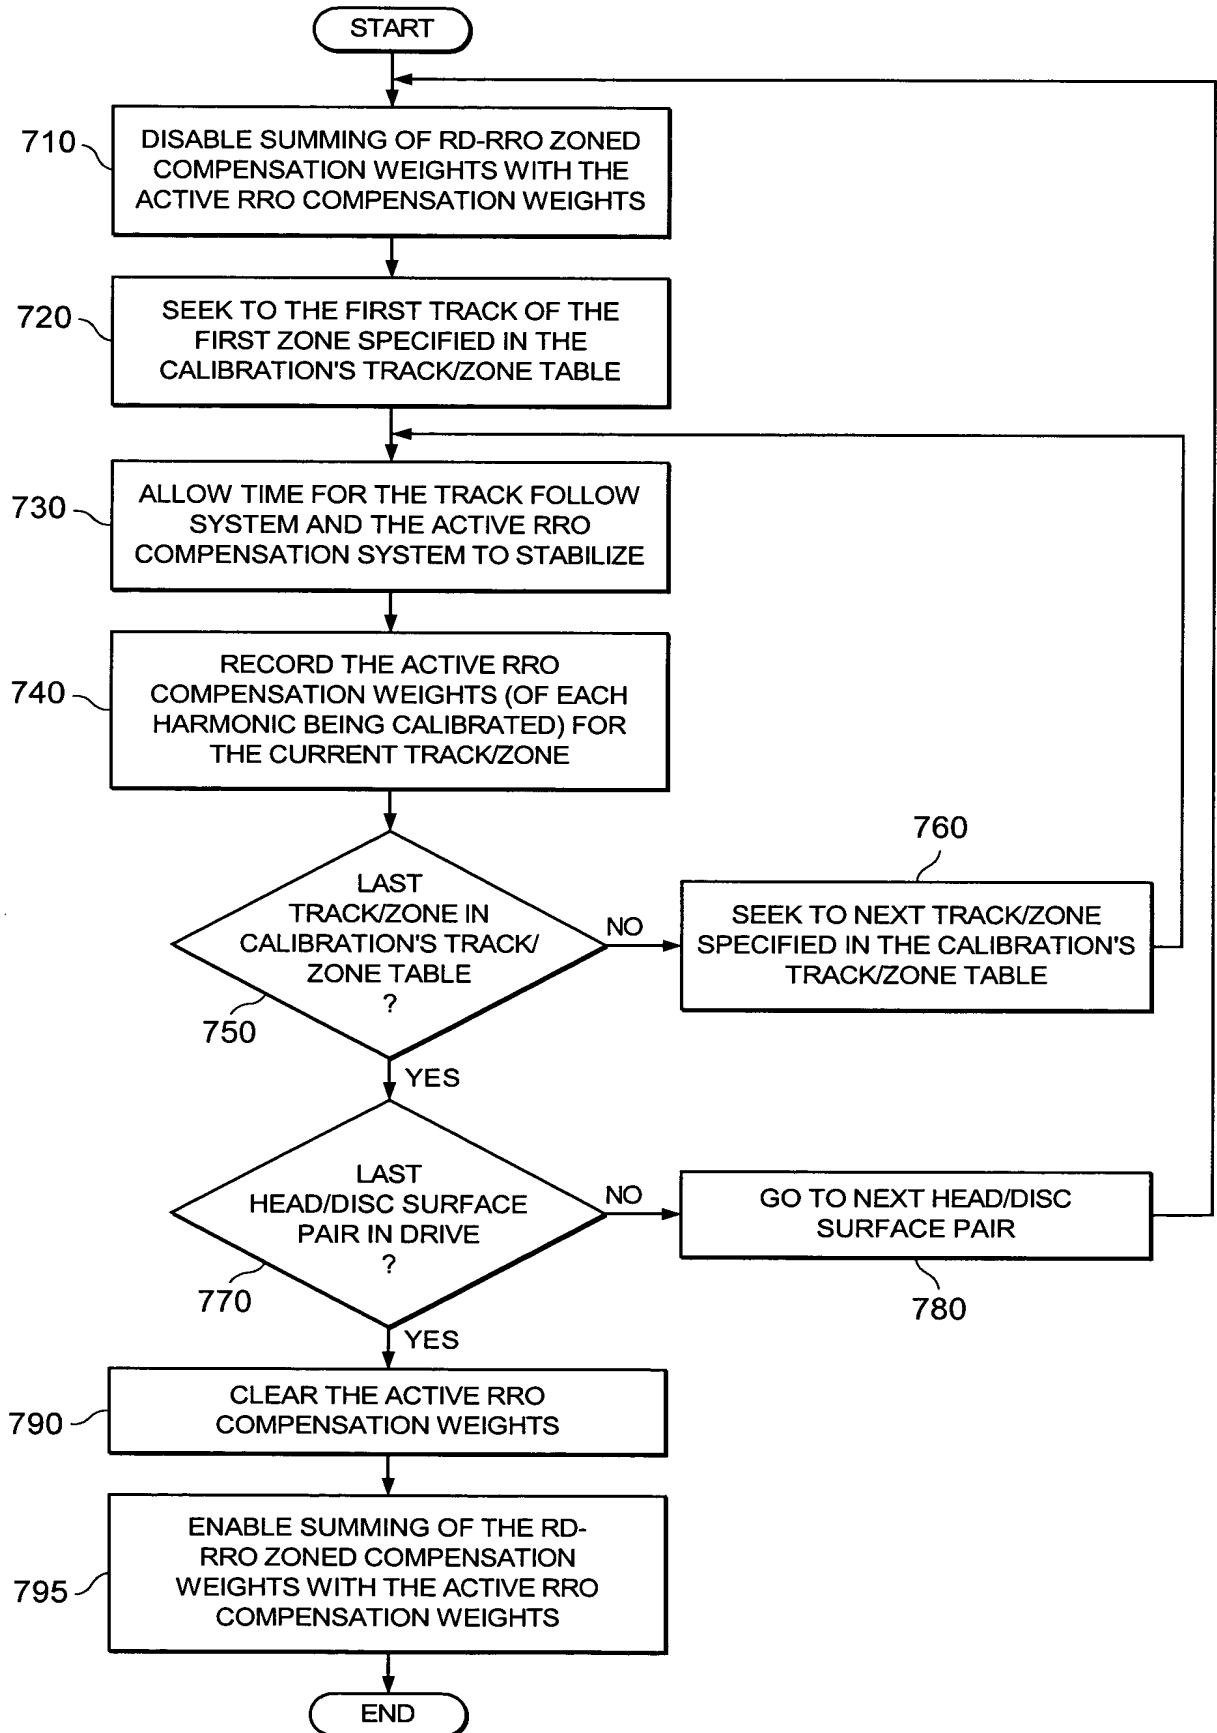 START
710
DISABLE SUMMING OF RD-RRO ZONED
COMPENSATION WEIGHTS WITH THE
ACTIVE RRO COMPENSATION WEIGHTS
720
SEEK TO THE FIRST TRACK OF THE
FIRST ZONE SPECIFIED IN THE
CALIBRATION'S TRACK/ZONE TABLE
730
ALLOW TIME FOR THE TRACK FOLLOW
SYSTEM AND THE ACTIVE RRO
COMPENSATION SYSTEM TO STABILIZE
740
RECORD THE ACTIVE RRO
COMPENSATION WEIGHTS (OF EACH
HARMONIC BEING CALIBRATED) FOR
THE CURRENT TRACK/ZONE
LAST
TRACK/ZONE IN
CALIBRATION'S TRACK/
ZONE TABLE
?
750
NO
760
SEEK TO NEXT TRACK/ZONE
SPECIFIED IN THE CALIBRATION'S
TRACK/ZONE TABLE
YES
LAST
HEAD/DISC SURFACE
PAIR IN DRIVE
?
770
NO
GO TO NEXT HEAD/DISC
SURFACE PAIR
780
YES
790
CLEAR THE ACTIVE RRO
COMPENSATION WEIGHTS
795
ENABLE SUMMING OF THE RD-
RRO ZONED COMPENSATION
WEIGHTS WITH THE ACTIVE RRO
COMPENSATION WEIGHTS
END